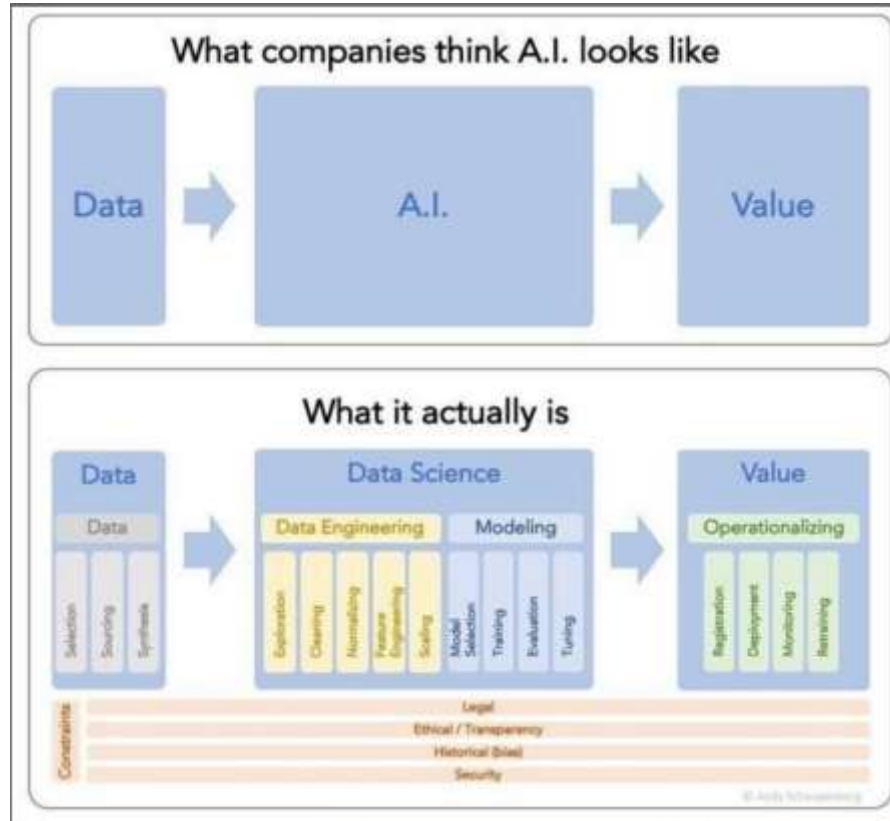 What companies think A.I. looks like
Data
A.I.
Value
What it actually is
Data
Data Science
Value
Data
Data Engineering
Modeling
Operationalizing
Selection
Sourcing
Synthesis
Exploration
Cleaning
Normalizing
Feature
Engineering
Scaling
Model
Selection
Training
Evaluation
Tuning
Registration
Deployment
Monitoring
Retraining
Constraints
Legal
Ethical / Transparency
Historical (bias)
Security